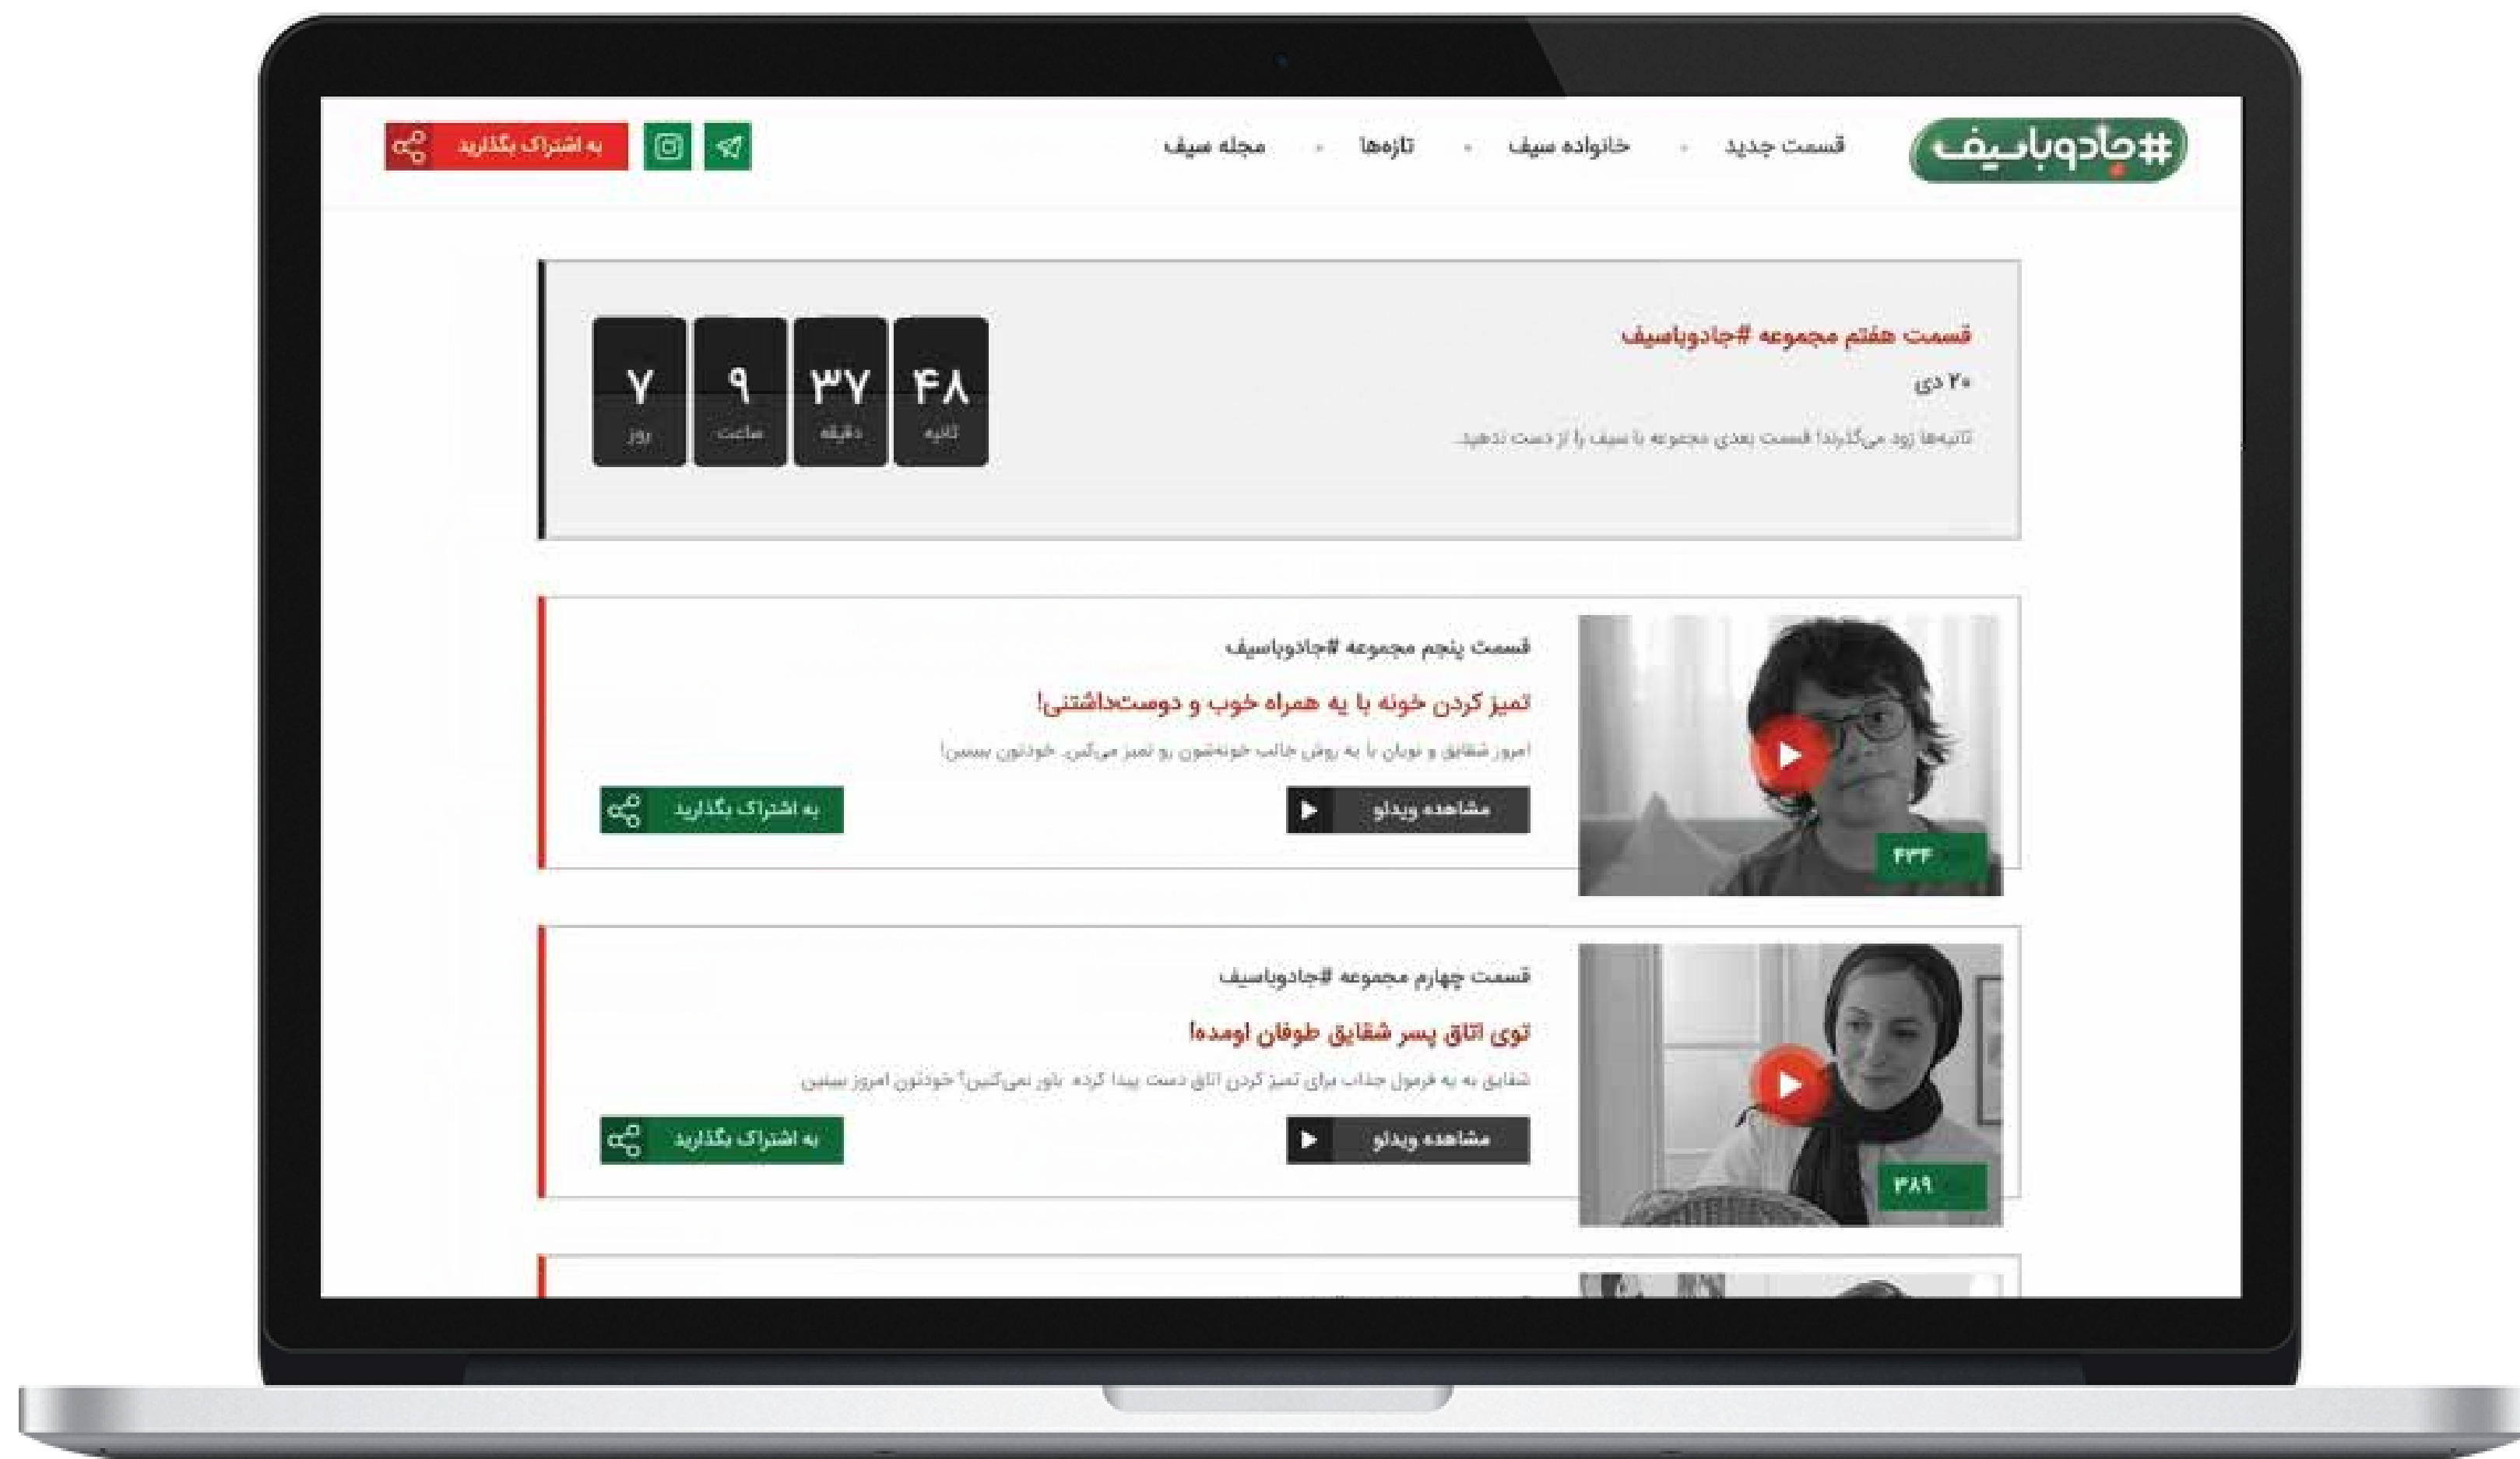 #جادوباسیف
قسمت جدید
خانواده سیف
تازه‌ها
مجله سیف
به اشتراک بگذارید
قسمت هفتم مجموعه #جادوباسیف
۲۰ دی
ثانیه‌ها زود می‌گذرند! قسمت بعدی مجموعه با سیف را از دست ندهید.
۴۸ ۳۷ ۹ ۷
ثانیه دقیقه ساعت روز
قسمت پنجم مجموعه #جادوباسیف
تمیز کردن خونه با یه همراه خوب و دوست‌داشتنی!
امروز شقایق و نویان با یه روش جالب خونه‌شون رو تمیز می‌کنن. خودتون ببینین!
مشاهده ویدئو
به اشتراک بگذارید
۴۳۴
قسمت چهارم مجموعه #جادوباسیف
توی اتاق پسر شقایق طوفان اومده!
شقایق به یه فرمول جذاب برای تمیز کردن اتاق دست پیدا کرده. باور نمی‌کنین؟ خودتون امروز ببینین
مشاهده ویدئو
به اشتراک بگذارید
۳۸۹